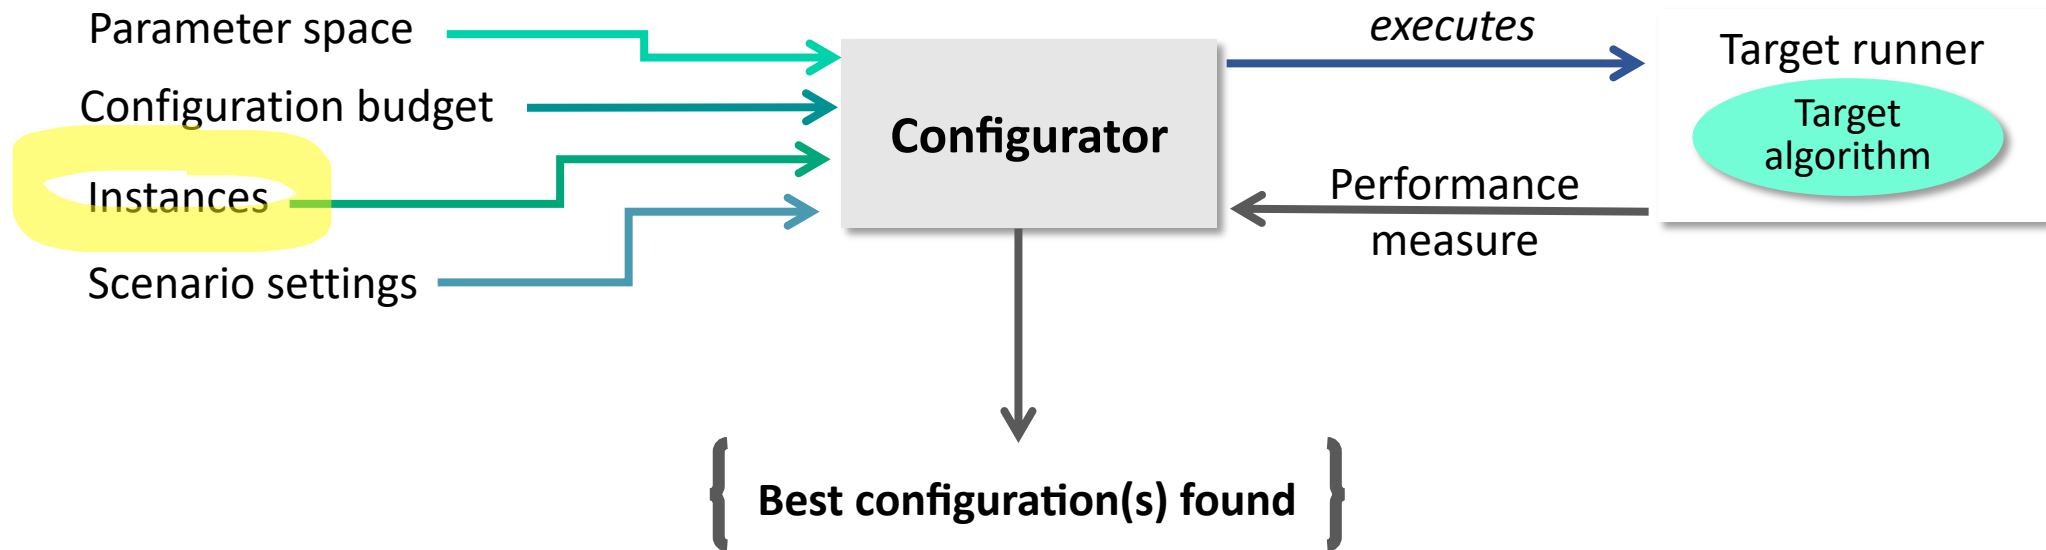 Parameter space
Configuration budget
Instances
Scenario settings
Configurator
executes
Performance
measure
Target runner
Target
algorithm
Best configuration(s) found